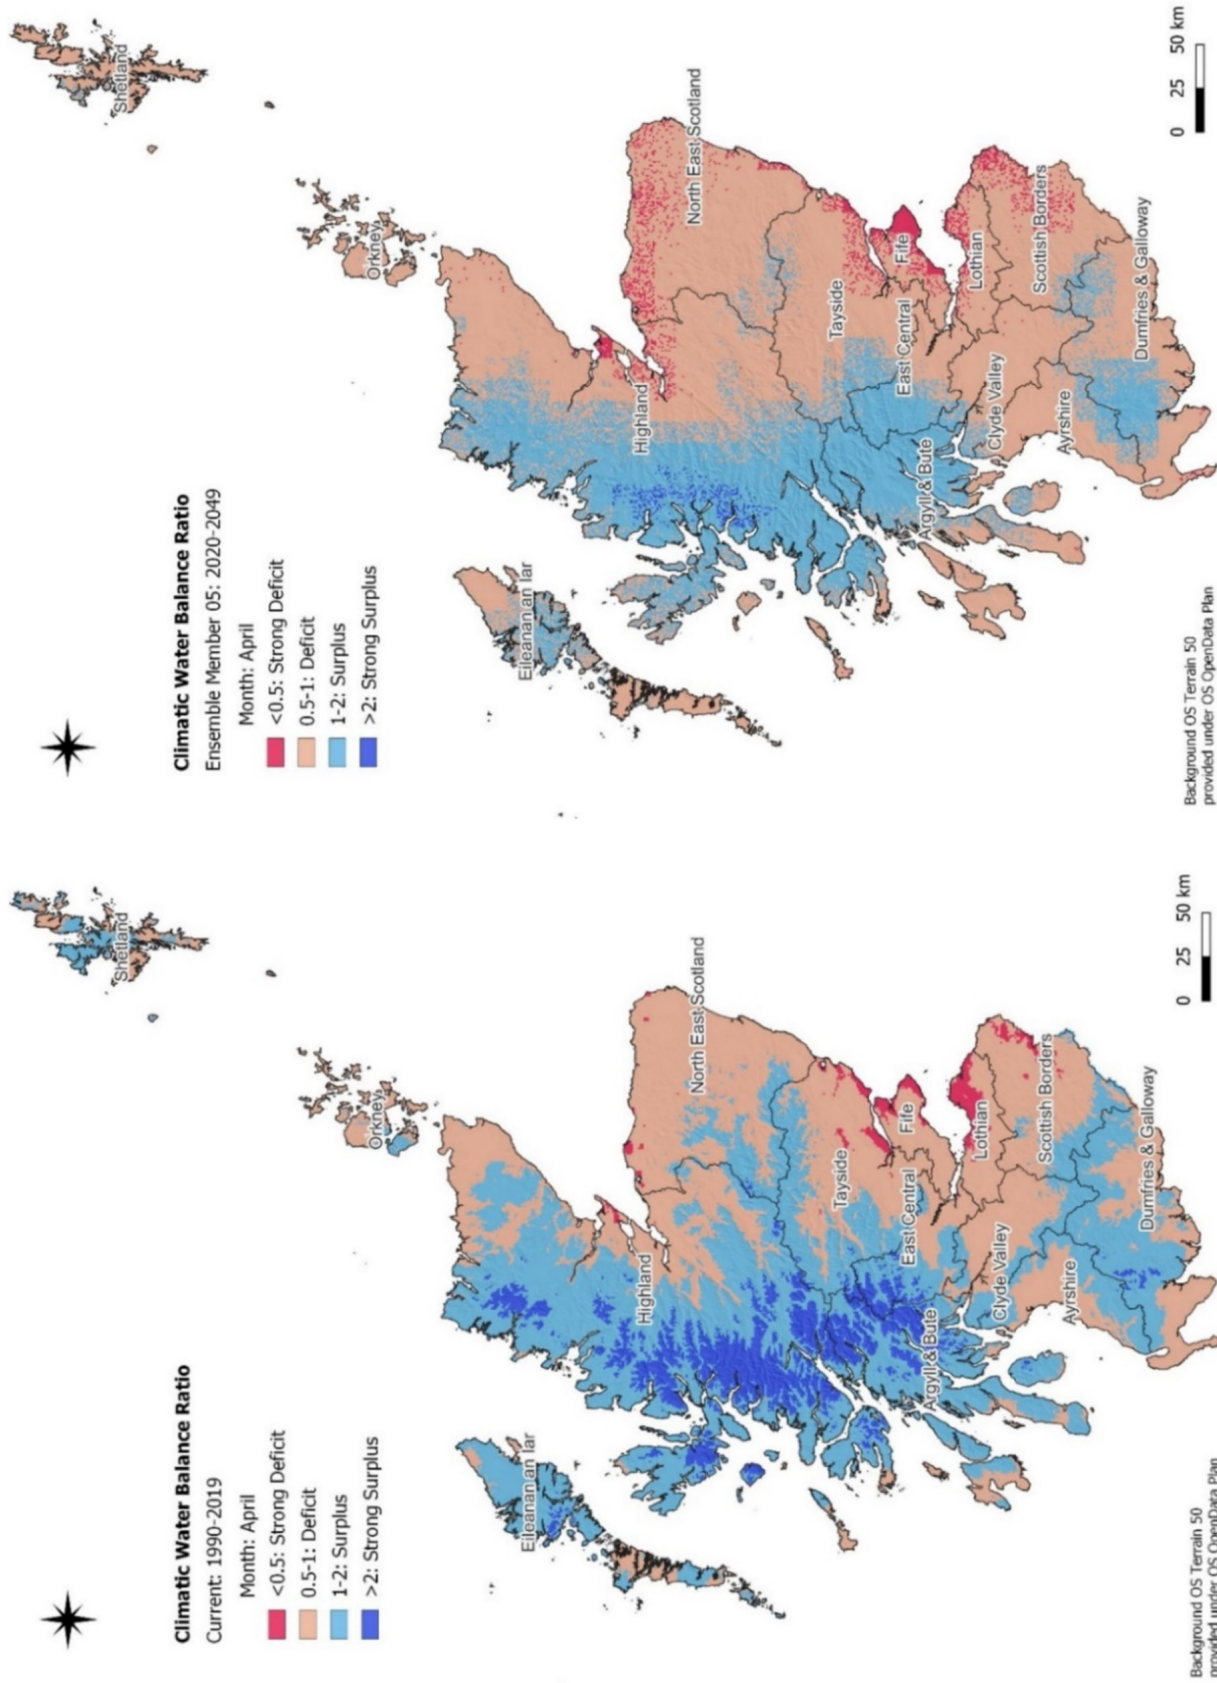 Climatic Water Balance Ratio
Current: 1990-2019
Month: April
<0.5: Strong Deficit
0.5-1: Deficit
1-2: Surplus
>2: Strong Surplus
Shetland
Orkney
Eileanan an Iar
Highland
North East Scotland
Tayside
Fife
East Central
Argyll & Bute
Lothian
Clyde Valley
Scottish Borders
Ayrshire
Dumfries & Galloway
0 25 50 km
Background OS Terrain 50
provided under OS OpenData Plan
Climatic Water Balance Ratio
Ensemble Member 05: 2020-2049
Month: April
<0.5: Strong Deficit
0.5-1: Deficit
1-2: Surplus
>2: Strong Surplus
Shetland
Orkney
Eileanan an Iar
Highland
North East Scotland
Tayside
Fife
East Central
Argyll & Bute
Lothian
Clyde Valley
Scottish Borders
Ayrshire
Dumfries & Galloway
0 25 50 km
Background OS Terrain 50
provided under OS OpenData Plan